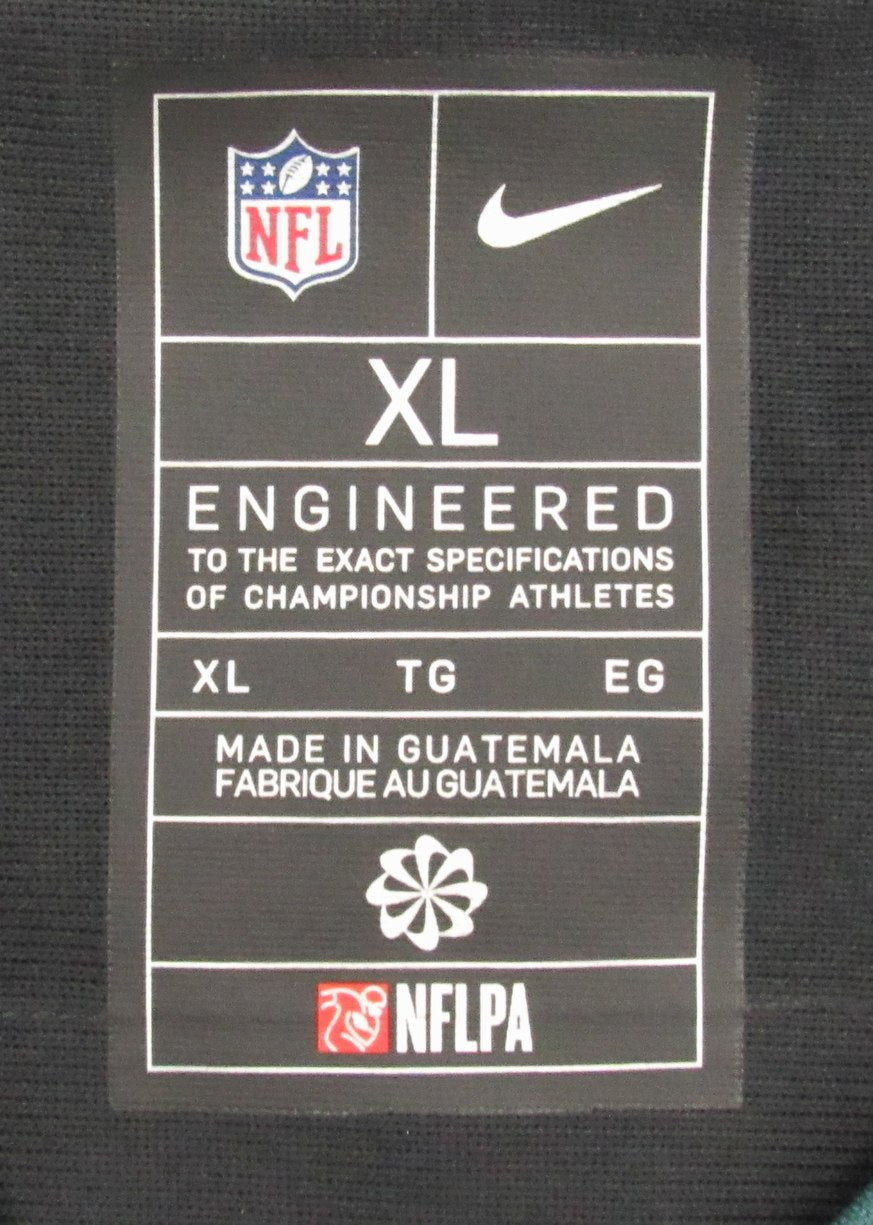 NFL
XL
ENGINEERED
TO THE EXACT SPECIFICATIONS
OF CHAMPIONSHIP ATHLETES
XL TG EG
MADE IN GUATEMALA
FABRIQUE AU GUATEMALA
NFLPA